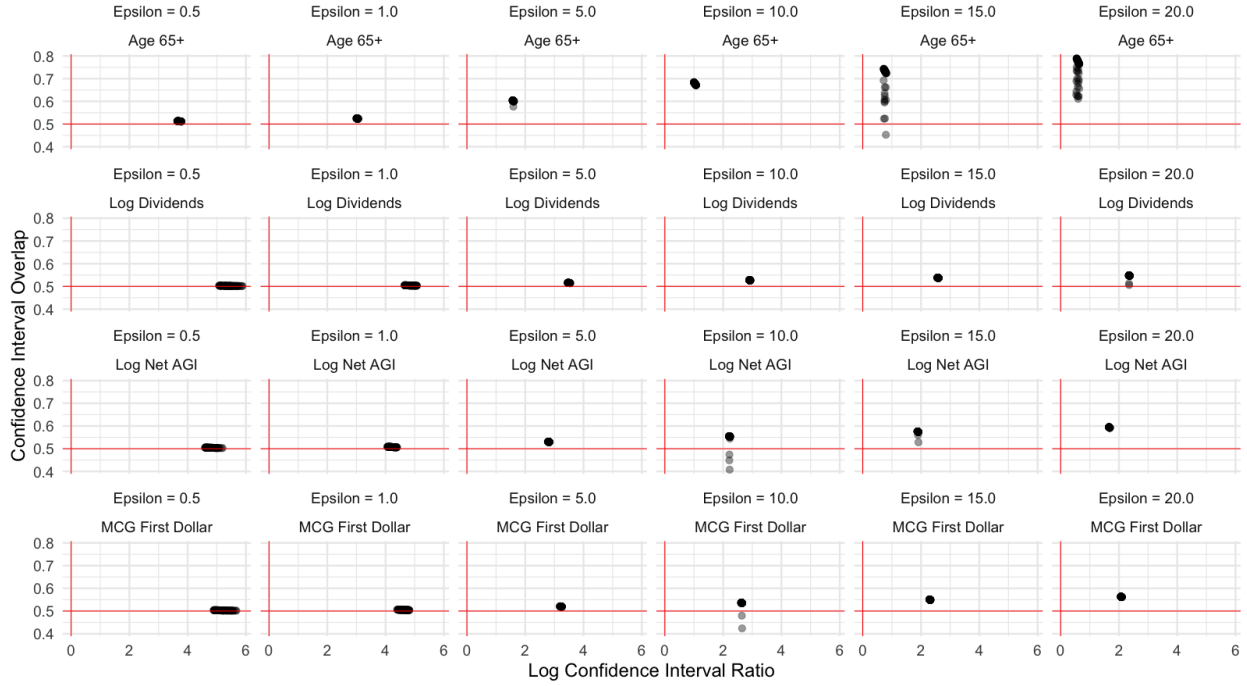 Epsilon = 0.5 Epsilon = 1.0 Epsilon = 5.0 Epsilon = 10.0 Epsilon = 15.0 Epsilon = 20.0
Age 65+ Age 65+ Age 65+ Age 65+ Age 65+ Age 65+
0.8
0.7
0.6
0.5
0.4
Epsilon = 0.5 Epsilon = 1.0 Epsilon = 5.0 Epsilon = 10.0 Epsilon = 15.0 Epsilon = 20.0
Log Dividends Log Dividends Log Dividends Log Dividends Log Dividends Log Dividends
0.8
0.7
0.6
0.5
0.4
Confidence Interval Overlap
Epsilon = 0.5 Epsilon = 1.0 Epsilon = 5.0 Epsilon = 10.0 Epsilon = 15.0 Epsilon = 20.0
Log Net AGI Log Net AGI Log Net AGI Log Net AGI Log Net AGI Log Net AGI
0.8
0.7
0.6
0.5
0.4
Epsilon = 0.5 Epsilon = 1.0 Epsilon = 5.0 Epsilon = 10.0 Epsilon = 15.0 Epsilon = 20.0
MCG First Dollar MCG First Dollar MCG First Dollar MCG First Dollar MCG First Dollar MCG First Dollar
0.8
0.7
0.6
0.5
0.4
0 2 4 6 0 2 4 6 0 2 4 6 0 2 4 6 0 2 4 6 0 2 4 6
Log Confidence Interval Ratio